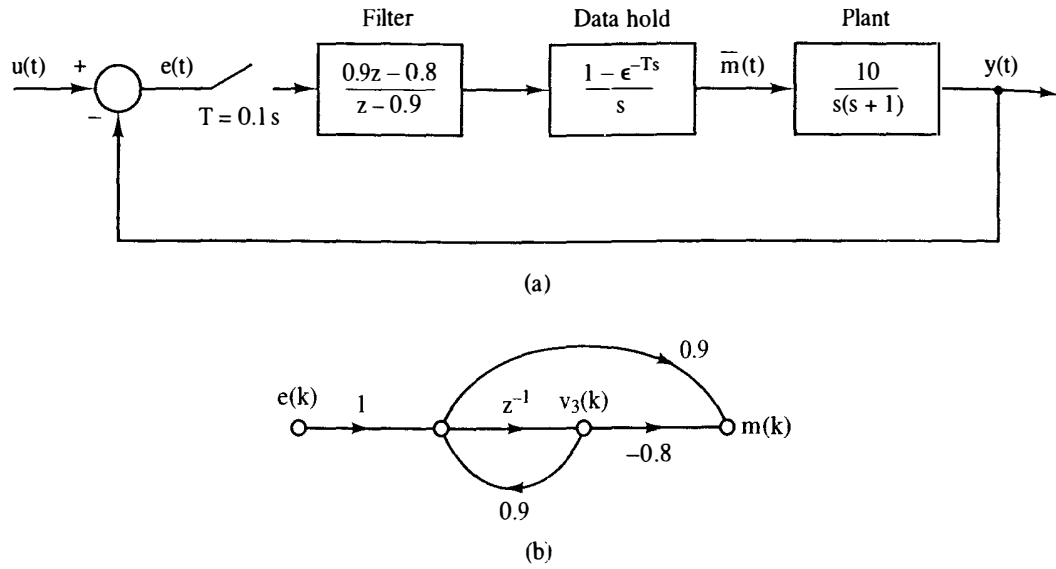 Filter Data hold Plant
u(t) + e(t) 0.9z – 0.8 1 – ϵ^{–Ts} m̅(t) 10 y(t)
– T = 0.1 s z – 0.9 s s(s + 1)
(a)
0.9
e(k) 1 z⁻¹ v₃(k) m(k)
–0.8
0.9
(b)